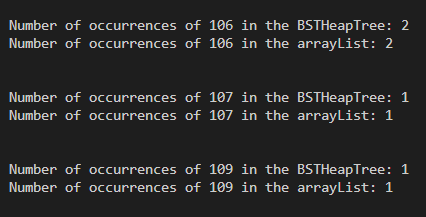 Number of occurrences of 106 in the BSTHeapTree: 2
Number of occurrences of 106 in the arrayList: 2
Number of occurrences of 107 in the BSTHeapTree: 1
Number of occurrences of 107 in the arrayList: 1
Number of occurrences of 109 in the BSTHeapTree: 1
Number of occurrences of 109 in the arrayList: 1